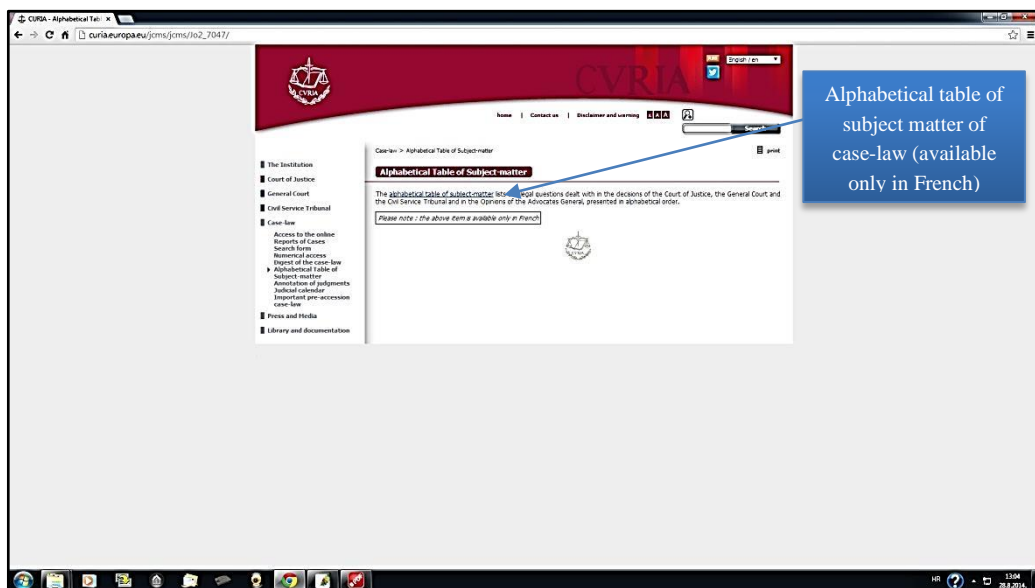 CURIA - Alphabetical Tabl ×
curia.europa.eu/jcms/jcms/Jo2_7047/
CVRIA
CVRIA
English / en
home | Contact us | Disclaimer and warning A A A
Search
Case-law > Alphabetical Table of Subject-matter
print
Alphabetical Table of Subject-matter
The alphabetical table of subject-matter lists legal questions dealt with in the decisions of the Court of Justice, the General Court and
the Civil Service Tribunal and in the Opinions of the Advocates General, presented in alphabetical order.
Please note : the above item is available only in French
The Institution
Court of Justice
General Court
Civil Service Tribunal
Case-law
Access to the online
Reports of Cases
Search form
Numerical access
Digest of the case-law
Alphabetical Table of
Subject-matter
Annotation of judgments
Judicial calendar
Important pre-accession
case-law
Press and Media
Library and documentation
Alphabetical table of
subject matter of
case-law (available
only in French)
HR
13:04
28.8.2014.